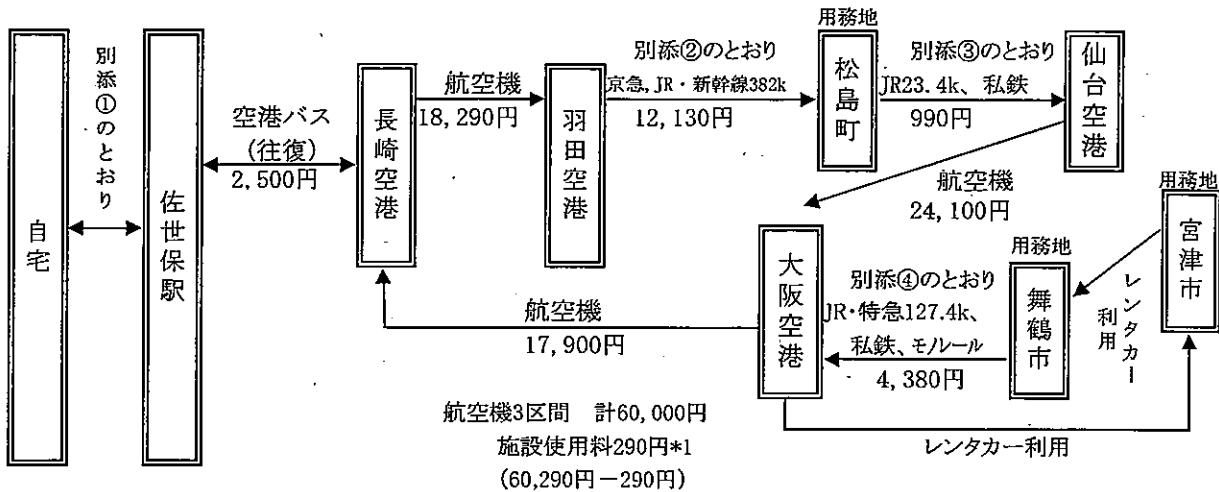 自宅
別添①のとおり
佐世保駅
空港バス
(往復)
2,500円
長崎空港
航空機
18,290円
羽田空港
別添②のとおり
京急,JR・新幹線382k
12,130円
用務地
松島町
別添③のとおり
JR23.4k、私鉄
990円
仙台空港
航空機
24,100円
大阪空港
レンタカー利用
用務地
宮津市
レンタカー
利用
用務地
舞鶴市
別添④のとおり
JR・特急127.4k、
私鉄、モノレール
4,380円
航空機
17,900円
航空機3区間 計60,000円
施設使用料290円*1
(60,290円-290円)